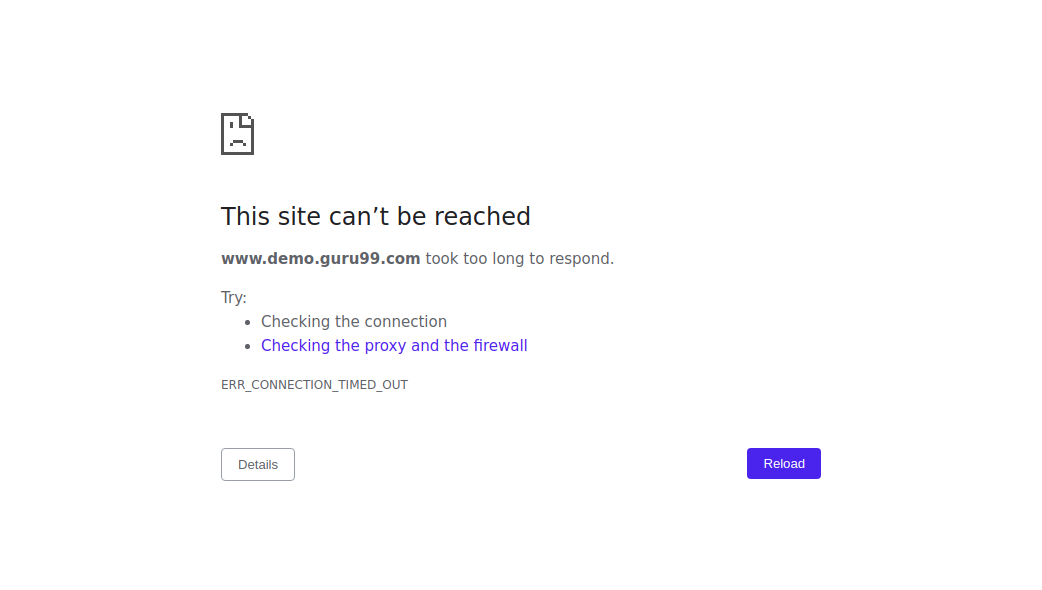 This site can’t be reached
www.demo.guru99.com took too long to respond.
Try:
Checking the connection
Checking the proxy and the firewall
ERR_CONNECTION_TIMED_OUT
Details
Reload